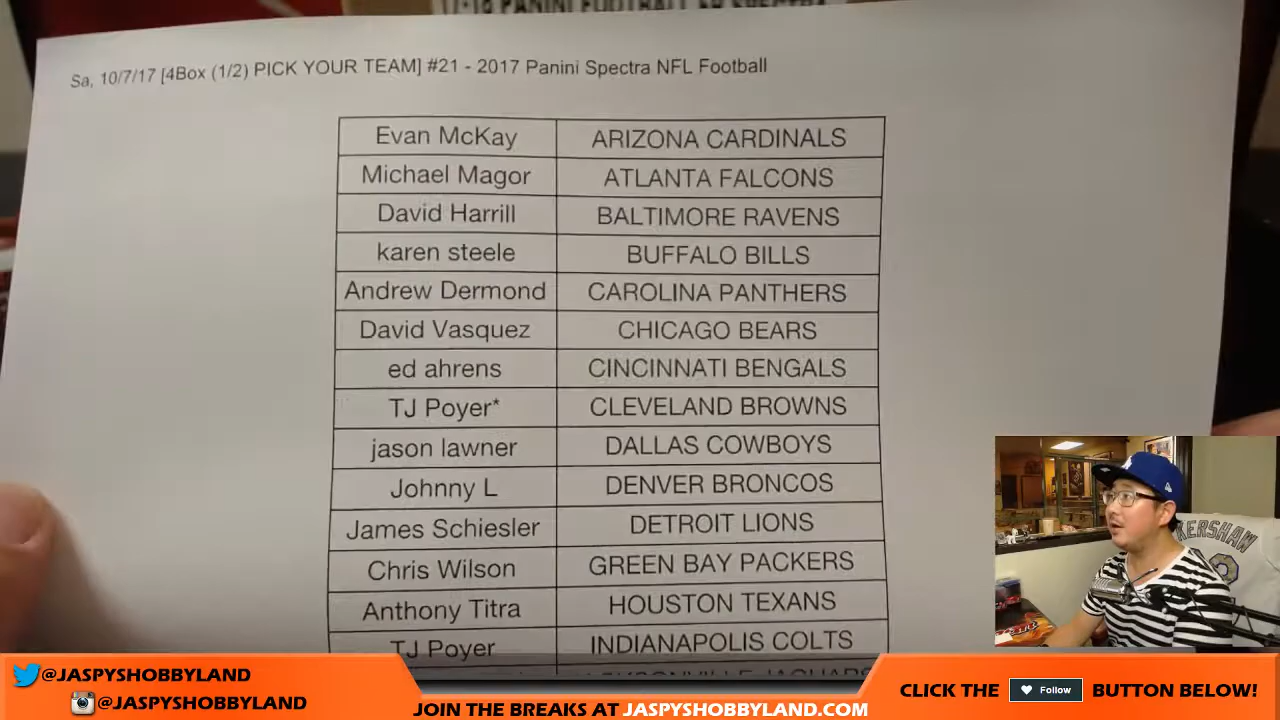 Sa, 10/7/17 [4Box (1/2) PICK YOUR TEAM] #21 - 2017 Panini Spectra NFL Football
Evan McKay ARIZONA CARDINALS
Michael Magor ATLANTA FALCONS
David Harrill BALTIMORE RAVENS
karen steele BUFFALO BILLS
Andrew Dermond CAROLINA PANTHERS
David Vasquez CHICAGO BEARS
ed ahrens CINCINNATI BENGALS
TJ Poyer* CLEVELAND BROWNS
jason lawner DALLAS COWBOYS
Johnny L DENVER BRONCOS
James Schiesler DETROIT LIONS
Chris Wilson GREEN BAY PACKERS
Anthony Titra HOUSTON TEXANS
TJ Poyer INDIANAPOLIS COLTS
KERSHAW
@JASPYSHOBBYLAND
@JASPYSHOBBYLAND
JOIN THE BREAKS AT JASPYSHOBBYLAND.COM
CLICK THE Follow BUTTON BELOW!